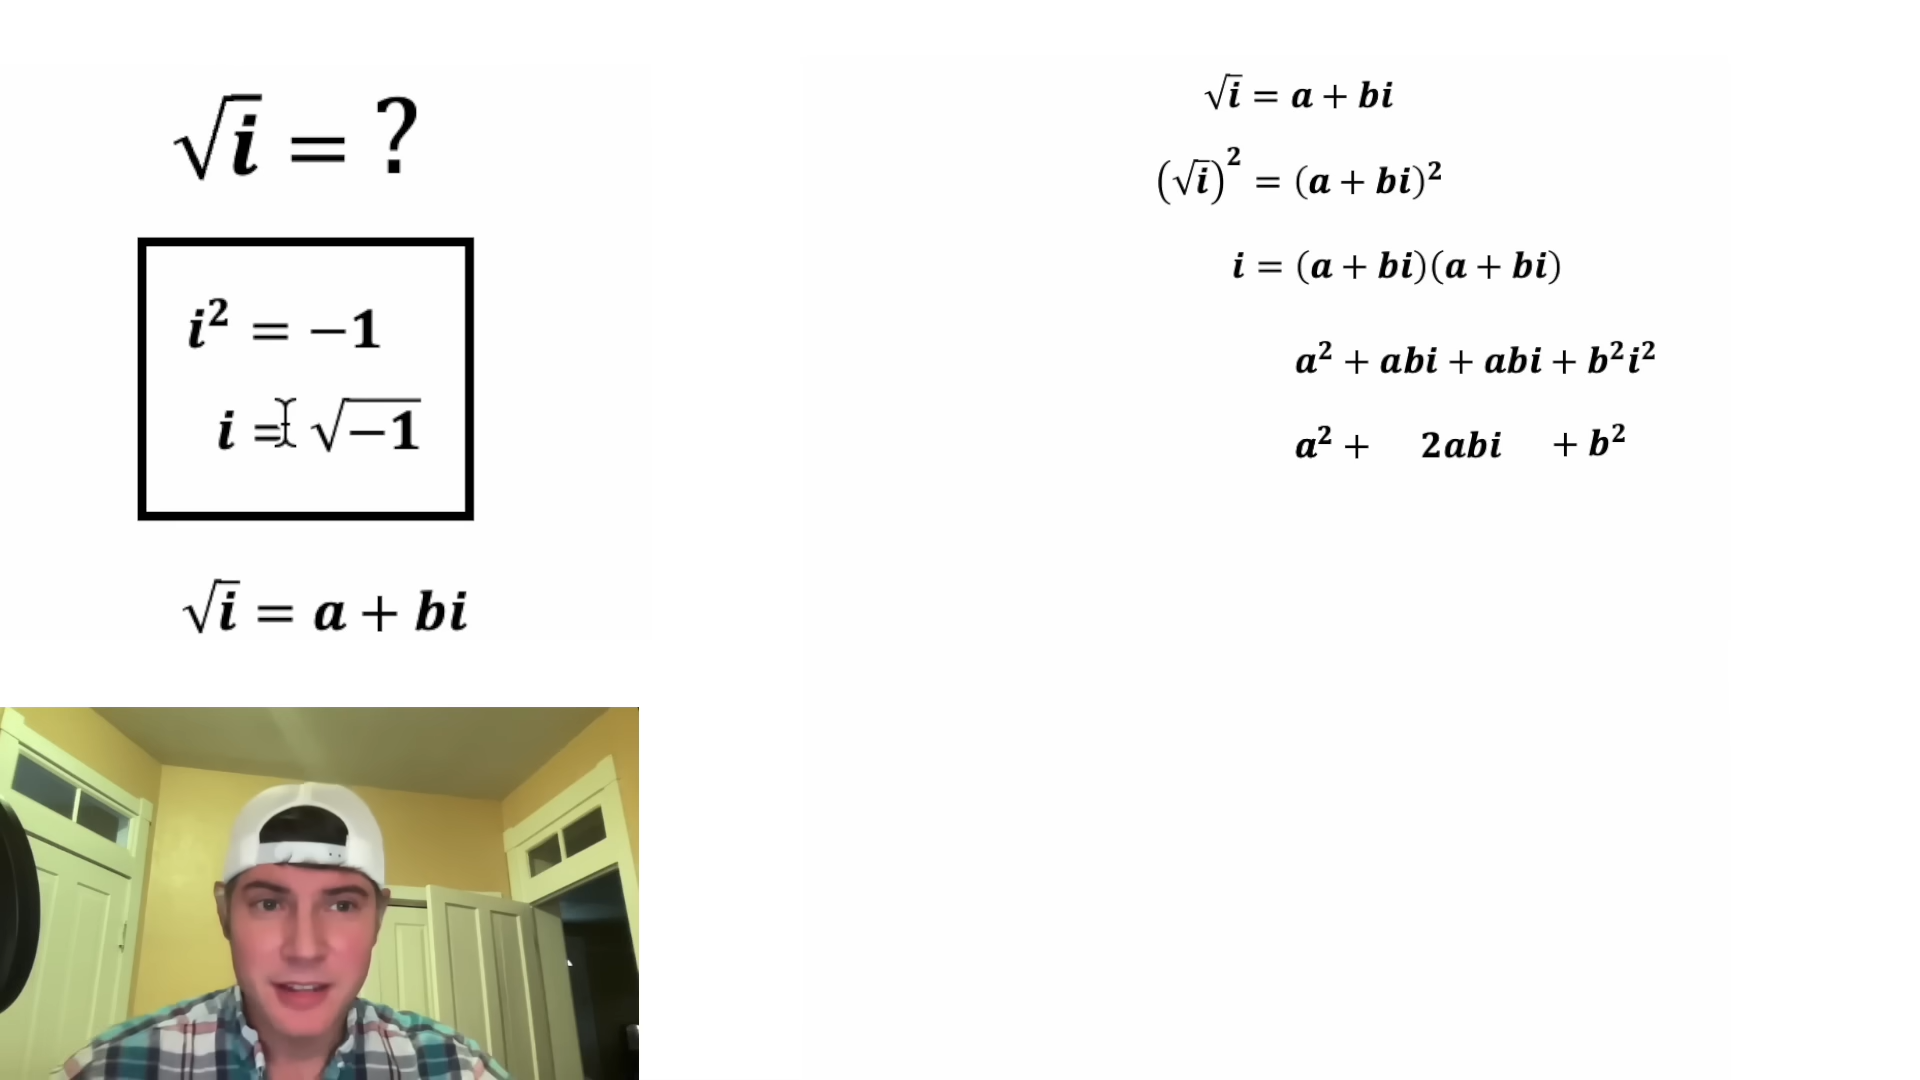 √i = ?
i² = −1
i = √−1
√i = a + bi
√i = a + bi
(√i)² = (a + bi)²
i = (a + bi)(a + bi)
a² + abi + abi + b²i²
a² + 2abi + b²